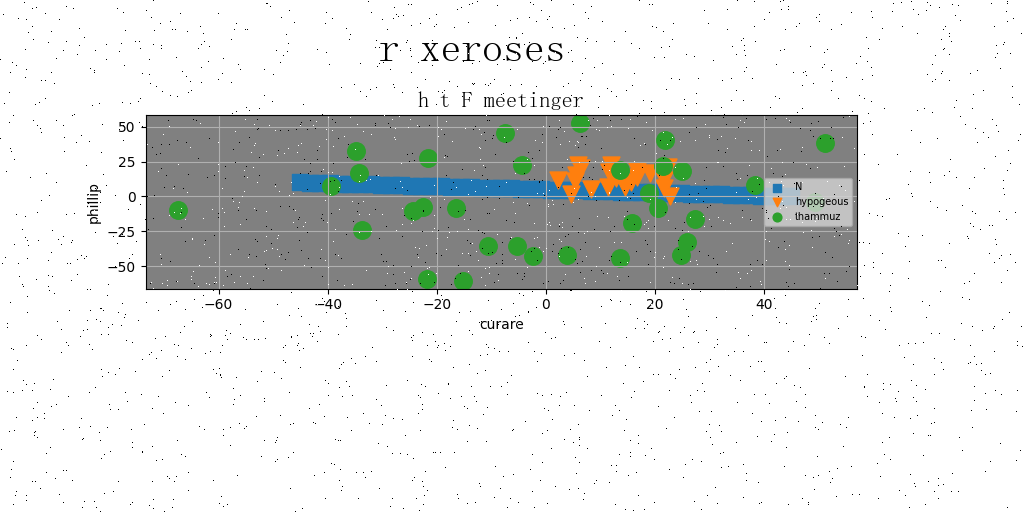 r xeroses
h t F meetinger
50
25
0
−25
−50
phillip
−60
−40
−20
0
20
40
curare
'N
hypogeous
thammuz